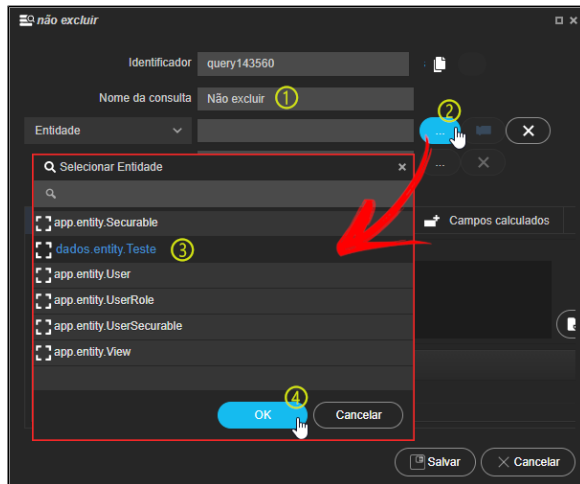 não excluir
Identificador query143560
Nome da consulta Não excluir 1
2
Entidade ... X
Selecionar Entidade × ... X
app.entity.Securable
Campos calculados
dados.entity.Teste 3
app.entity.User
app.entity.UserRole
app.entity.UserSecurable
app.entity.View
4
OK Cancelar
Salvar Cancelar